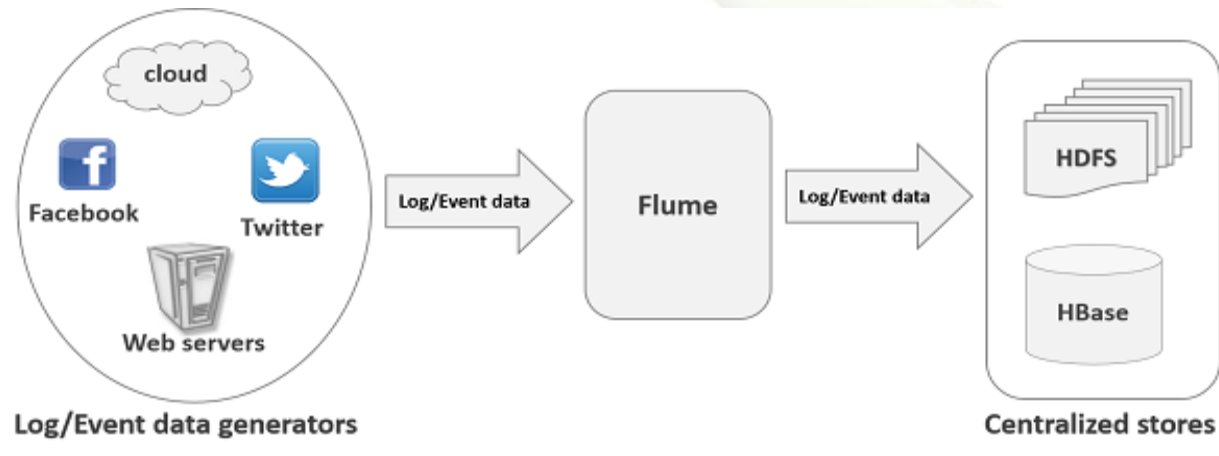 cloud
Facebook
Twitter
Web servers
Log/Event data generators
Log/Event data
Flume
Log/Event data
HDFS
HBase
Centralized stores